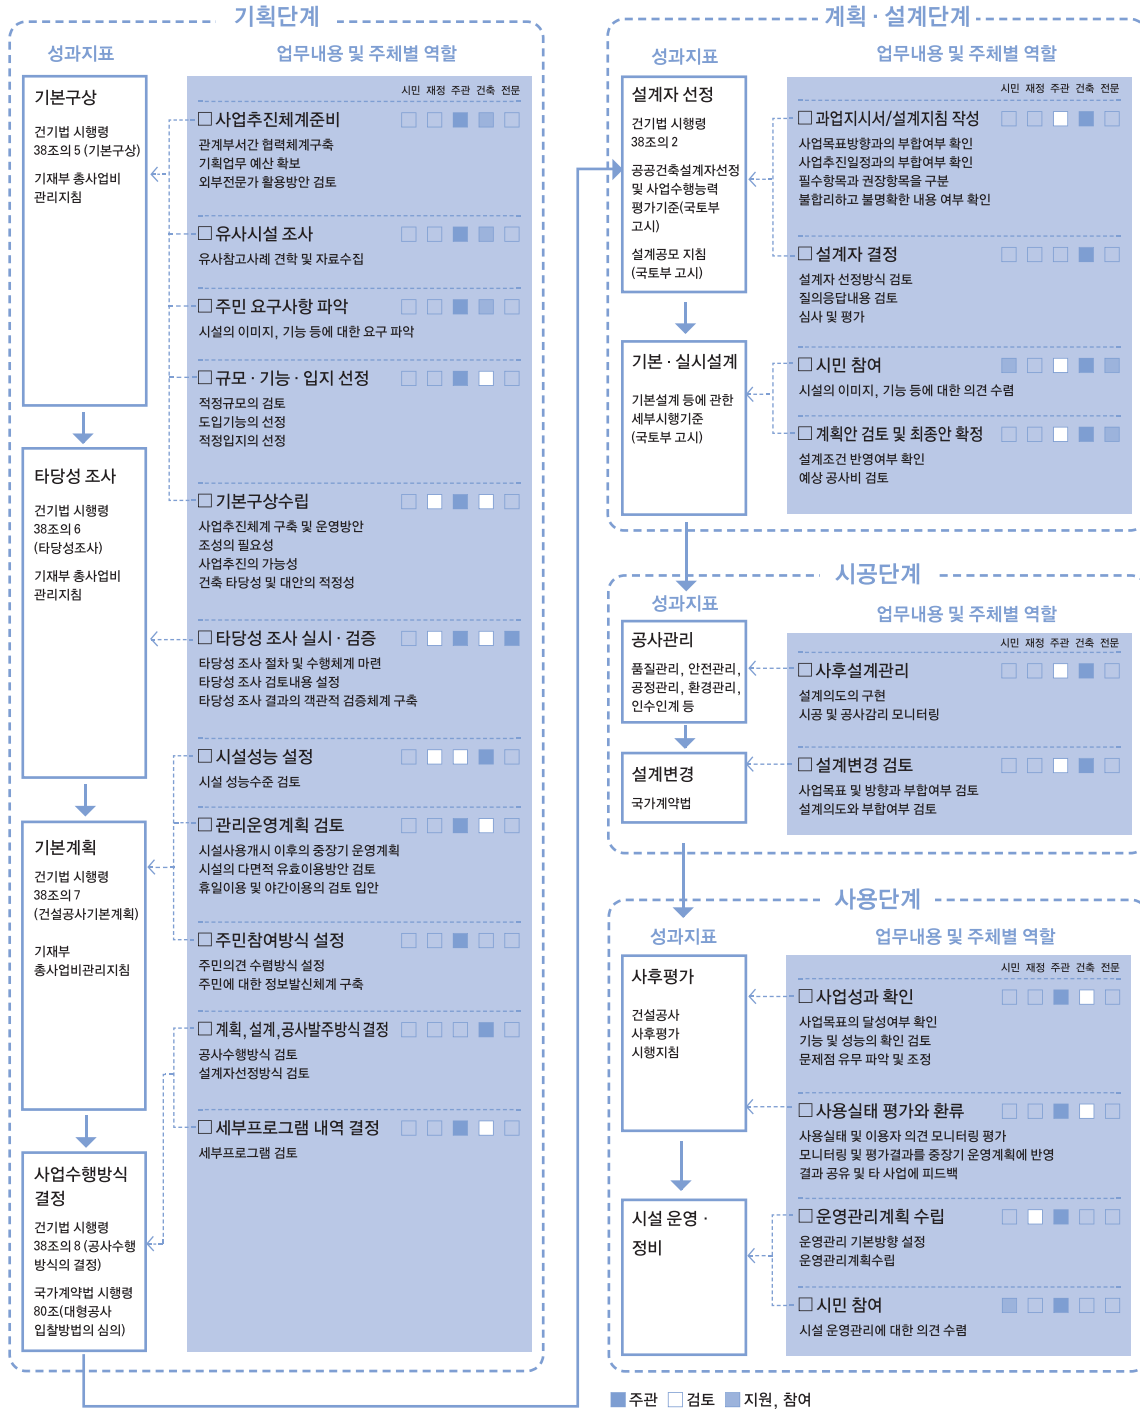 기획단계
성과지표
업무내용 및 주체별 역할
기본구상
건기법 시행령
38조의 5 (기본구상)
기재부 총사업비
관리지침
시민 재정 주관 건축 전문
사업추진체계준비
관계부서간 협력체계구축
기획업무 예산 확보
외부전문가 활용방안 검토
유사시설 조사
유사참고사례 견학 및 자료수집
주민 요구사항 파악
시설의 이미지, 기능 등에 대한 요구 파악
규모 · 기능 · 입지 선정
적정규모의 검토
도입기능의 선정
적정입지의 선정
기본구상수립
사업추진체계 구축 및 운영방안
조성의 필요성
사업추진의 가능성
건축 타당성 및 대안의 적정성
타당성 조사
건기법 시행령
38조의 6
(타당성조사)
기재부 총사업비
관리지침
타당성 조사 실시 · 검증
타당성 조사 절차 및 수행체계 마련
타당성 조사 검토내용 설정
타당성 조사 결과의 객관적 검증체계 구축
기본계획
건기법 시행령
38조의 7
(건설공사기본계획)
기재부
총사업비관리지침
시설성능 설정
시설 성능수준 검토
관리운영계획 검토
시설사용개시 이후의 중장기 운영계획
시설의 다면적 유효이용방안 검토
휴일이용 및 야간이용의 검토 입안
주민참여방식 설정
주민의견 수렴방식 설정
주민에 대한 정보발신체계 구축
사업수행방식
결정
건기법 시행령
38조의 8 (공사수행
방식의 결정)
국가계약법 시행령
80조(대형공사
입찰방법의 심의)
계획, 설계,공사발주방식 결정
공사수행방식 검토
설계자선정방식 검토
세부프로그램 내역 결정
세부프로그램 검토
계획 · 설계단계
성과지표
업무내용 및 주체별 역할
설계자 선정
건기법 시행령
38조의 2
공공건축설계자선정
및 사업수행능력
평가기준(국토부
고시)
설계공모 지침
(국토부 고시)
시민 재정 주관 건축 전문
과업지시서/설계지침 작성
사업목표방향과의 부합여부 확인
사업추진일정과의 부합여부 확인
필수항목과 권장항목을 구분
불합리하고 불명확한 내용 여부 확인
설계자 결정
설계자 선정방식 검토
질의응답내용 검토
심사 및 평가
기본 · 실시설계
기본설계 등에 관한
세부시행기준
(국토부 고시)
시민 참여
시설의 이미지, 기능 등에 대한 의견 수렴
계획안 검토 및 최종안 확정
설계조건 반영여부 확인
예상 공사비 검토
시공단계
성과지표
업무내용 및 주체별 역할
공사관리
품질관리, 안전관리,
공정관리, 환경관리,
인수인계 등
시민 재정 주관 건축 전문
사후설계관리
설계의도의 구현
시공 및 공사감리 모니터링
설계변경
국가계약법
설계변경 검토
사업목표 및 방향과 부합여부 검토
설계의도와 부합여부 검토
사용단계
성과지표
업무내용 및 주체별 역할
사후평가
건설공사
사후평가
시행지침
시민 재정 주관 건축 전문
사업성과 확인
사업목표의 달성여부 확인
기능 및 성능의 확인 검토
문제점 유무 파악 및 조정
사용실태 평가와 환류
사용실태 및 이용자 의견 모니터링 평가
모니터링 및 평가결과를 중장기 운영계획에 반영
결과 공유 및 타 사업에 피드백
시설 운영 ·
정비
운영관리계획 수립
운영관리 기본방향 설정
운영관리계획수립
시민 참여
시설 운영관리에 대한 의견 수렴
주관 검토 지원, 참여